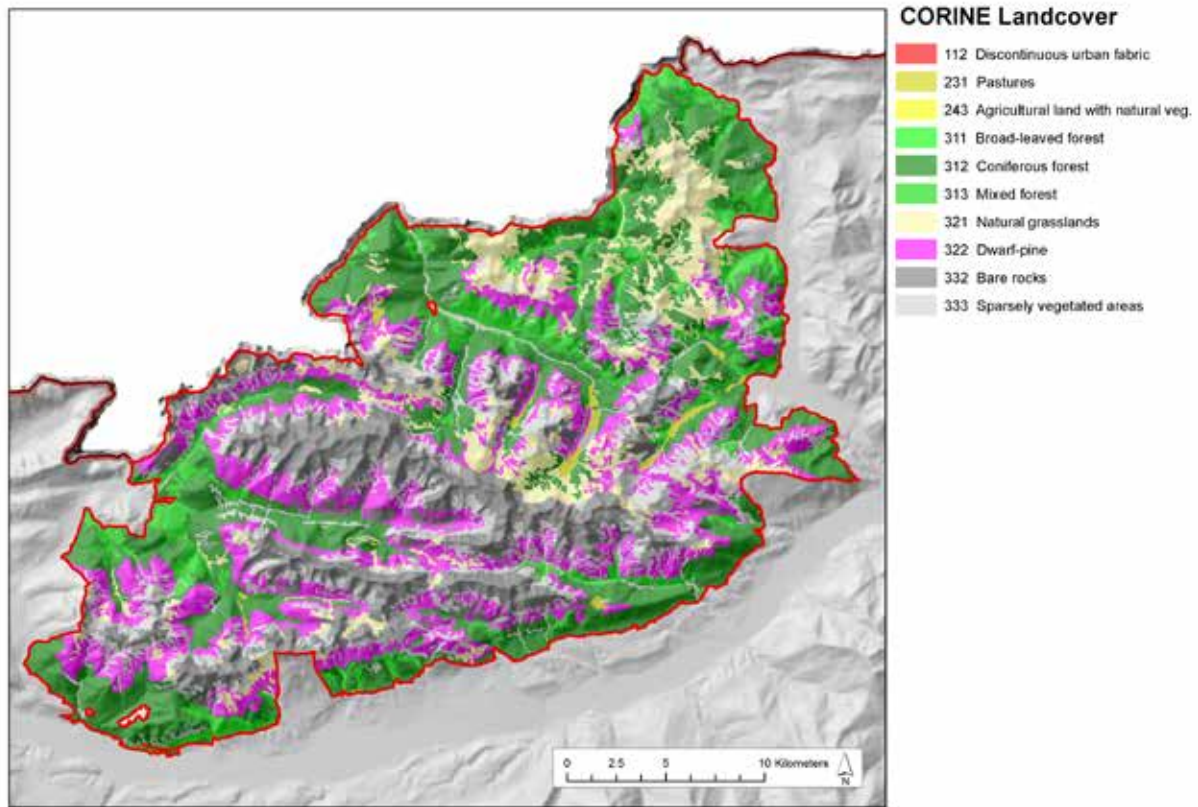 CORINE Landcover
112 Discontinuous urban fabric
231 Pastures
243 Agricultural land with natural veg.
311 Broad-leaved forest
312 Coniferous forest
313 Mixed forest
321 Natural grasslands
322 Dwarf-pine
332 Bare rocks
333 Sparsely vegetated areas
0 2.5 5 10 Kilometers
N